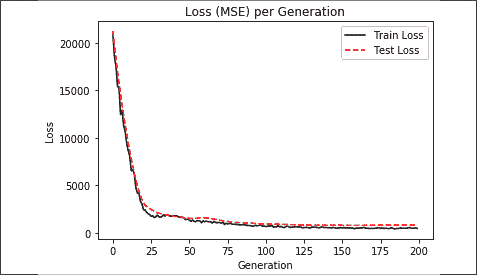 Loss (MSE) per Generation
Train Loss
Test Loss
20000
15000
10000
5000
0
Loss
0 25 50 75 100 125 150 175 200
Generation